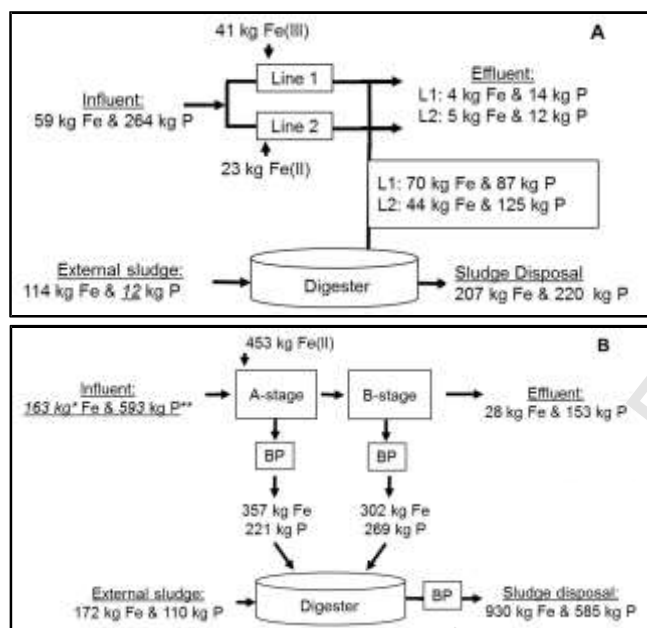 41 kg Fe(III)
A
Line 1
Influent:
59 kg Fe & 264 kg P
Line 2
23 kg Fe(II)
Effluent:
L1: 4 kg Fe & 14 kg P
L2: 5 kg Fe & 12 kg P
L1: 70 kg Fe & 87 kg P
L2: 44 kg Fe & 125 kg P
External sludge:
114 kg Fe & 12 kg P
Digester
Sludge Disposal
207 kg Fe & 220 kg P
453 kg Fe(II)
B
Influent:
163 kg* Fe & 593 kg P**
A-stage
B-stage
Effluent:
28 kg Fe & 153 kg P
BP
BP
357 kg Fe
221 kg P
302 kg Fe
269 kg P
External sludge:
172 kg Fe & 110 kg P
Digester
BP
Sludge disposal:
930 kg Fe & 585 kg P